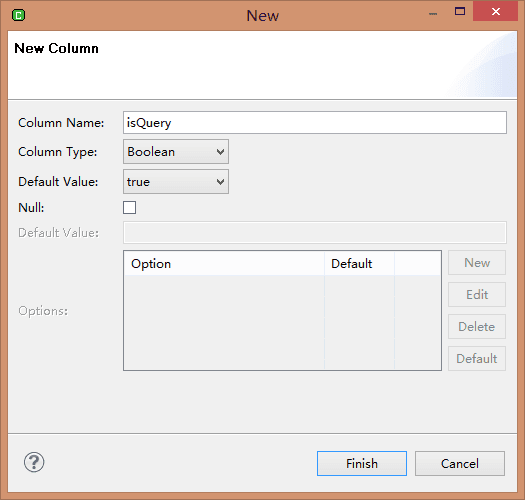 New
New Column
Column Name: isQuery
Column Type: Boolean
Default Value: true
Null:
Default Value:
Option Default
New
Edit
Options:
Delete
Default
?
Finish Cancel